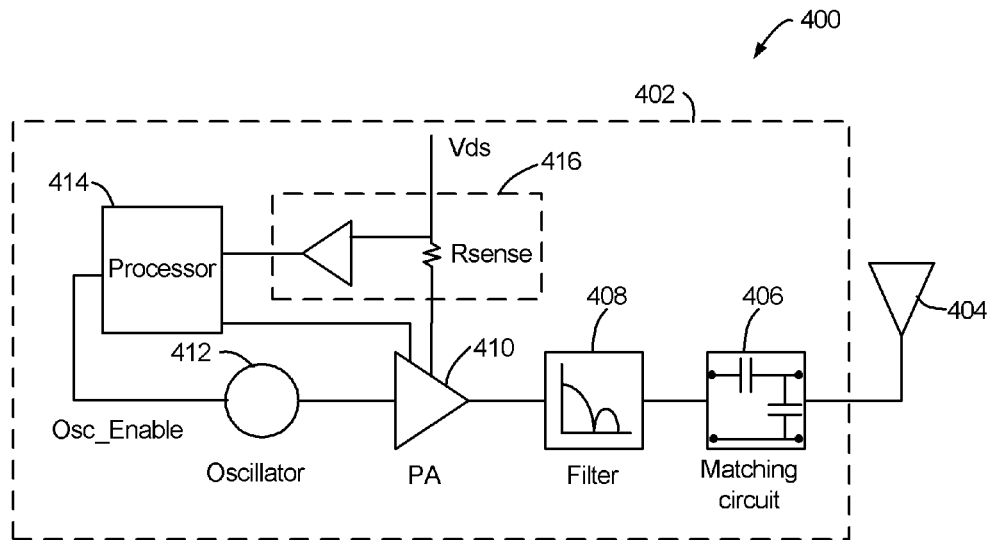 400
402
Vds
416
414
Processor
Rsense
404
412
410
408
406
Osc_Enable
Oscillator
PA
Filter
Matching
circuit